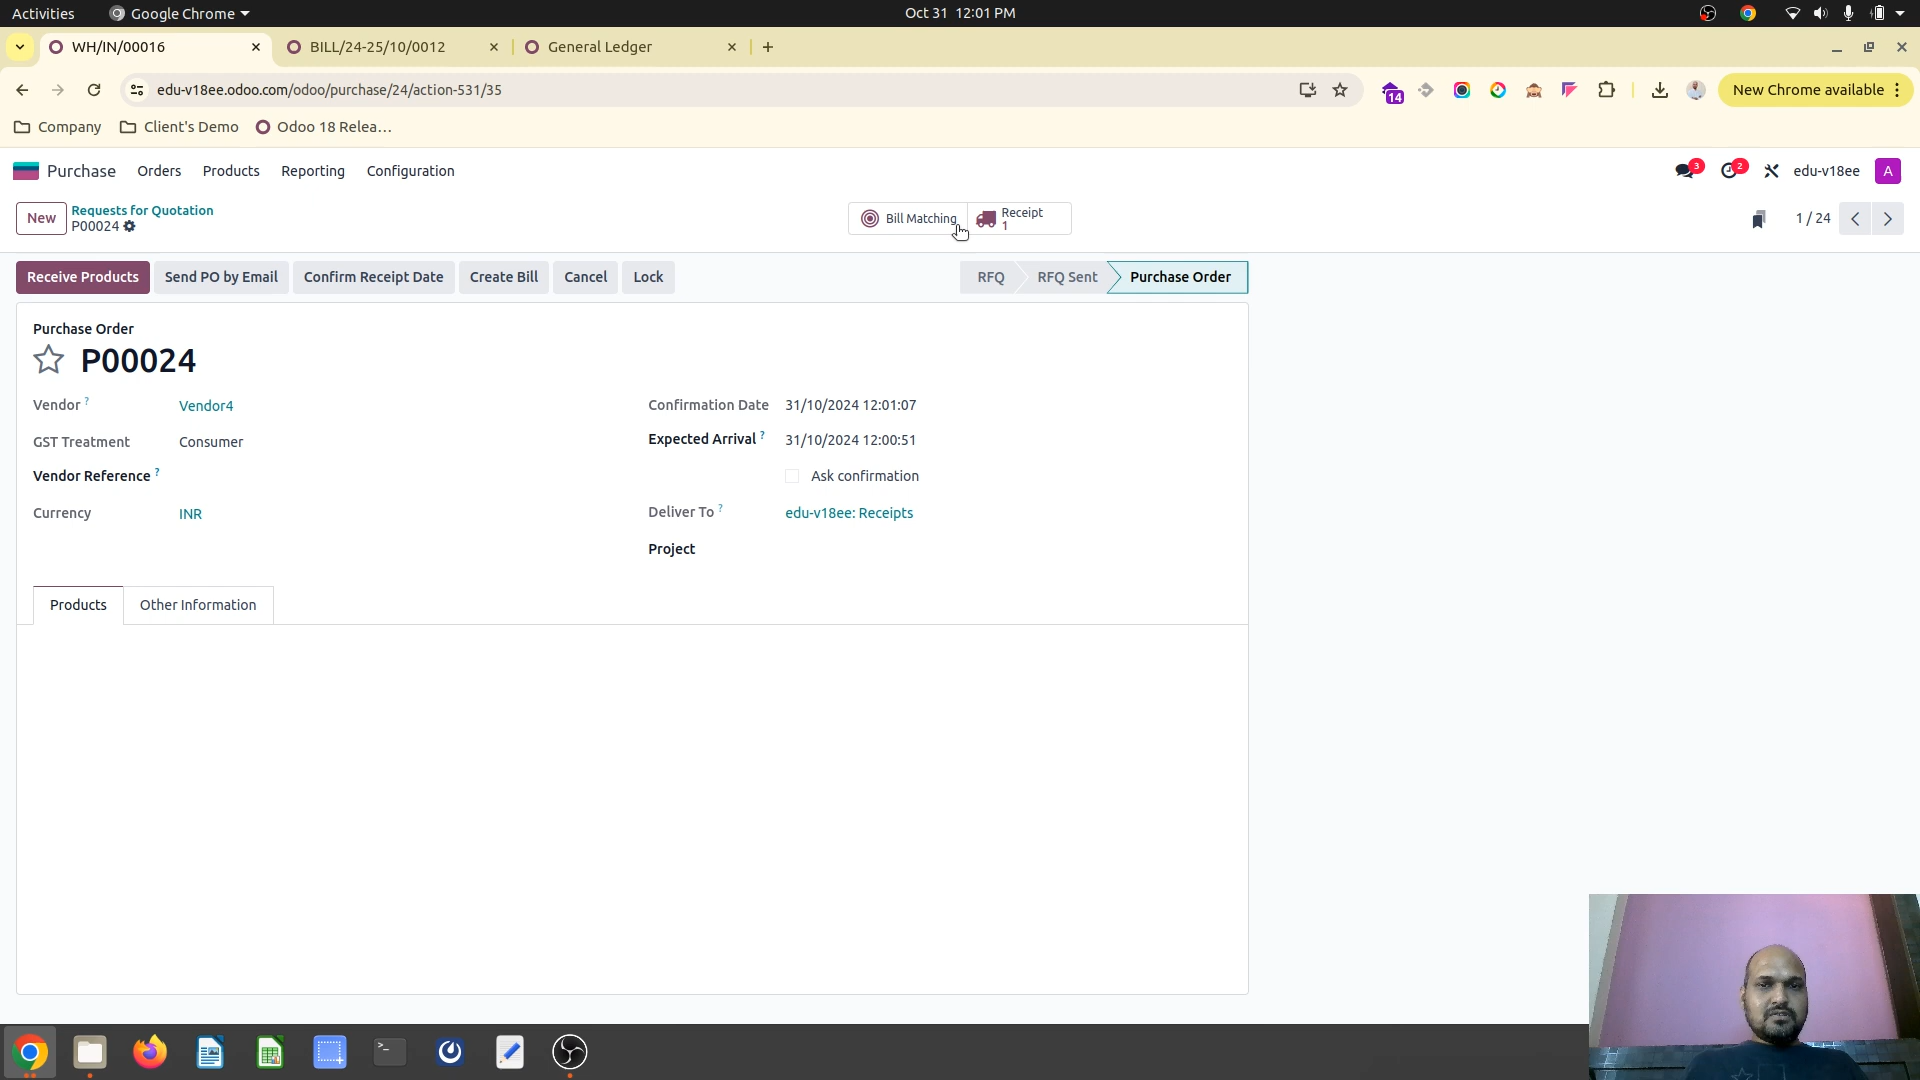 Activities Google Chrome Oct 31 12:01 PM
WH/IN/00016 BILL/24-25/10/0012 General Ledger
edu-v18ee.odoo.com/odoo/purchase/24/action-531/35 14 New Chrome available
Company Client's Demo Odoo 18 Relea...
Purchase Orders Products Reporting Configuration 3 2 edu-v18ee A
New Requests for Quotation Bill Matching Receipt 1 / 24
P00024 1
Receive Products Send PO by Email Confirm Receipt Date Create Bill Cancel Lock RFQ RFQ Sent Purchase Order
Purchase Order
P00024
Vendor ? Vendor4 Confirmation Date 31/10/2024 12:01:07
GST Treatment Consumer Expected Arrival ? 31/10/2024 12:00:51
Vendor Reference ? Ask confirmation
Currency INR Deliver To ? edu-v18ee: Receipts
Project
Products Other Information